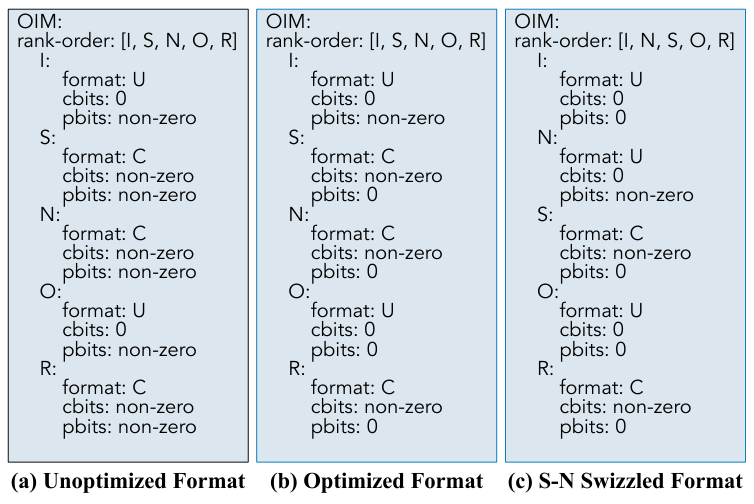 OIM:
rank-order: [I, S, N, O, R]
I:
format: U
cbits: 0
pbits: non-zero
S:
format: C
cbits: non-zero
pbits: non-zero
N:
format: C
cbits: non-zero
pbits: non-zero
O:
format: U
cbits: 0
pbits: non-zero
R:
format: C
cbits: non-zero
pbits: non-zero
(a) Unoptimized Format
OIM:
rank-order: [I, S, N, O, R]
I:
format: U
cbits: 0
pbits: non-zero
S:
format: C
cbits: non-zero
pbits: 0
N:
format: C
cbits: non-zero
pbits: 0
O:
format: U
cbits: 0
pbits: 0
R:
format: C
cbits: non-zero
pbits: 0
(b) Optimized Format
OIM:
rank-order: [I, N, S, O, R]
I:
format: U
cbits: 0
pbits: 0
N:
format: U
cbits: 0
pbits: non-zero
S:
format: C
cbits: non-zero
pbits: 0
O:
format: U
cbits: 0
pbits: 0
R:
format: C
cbits: non-zero
pbits: 0
(c) S-N Swizzled Format